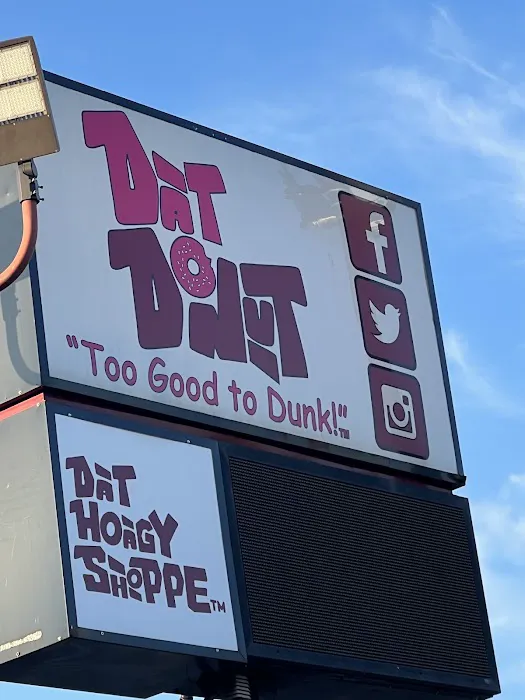 DAT
DONUT
"Too Good to Dunk!"™
DAT
HOAGY
SHOPPE™